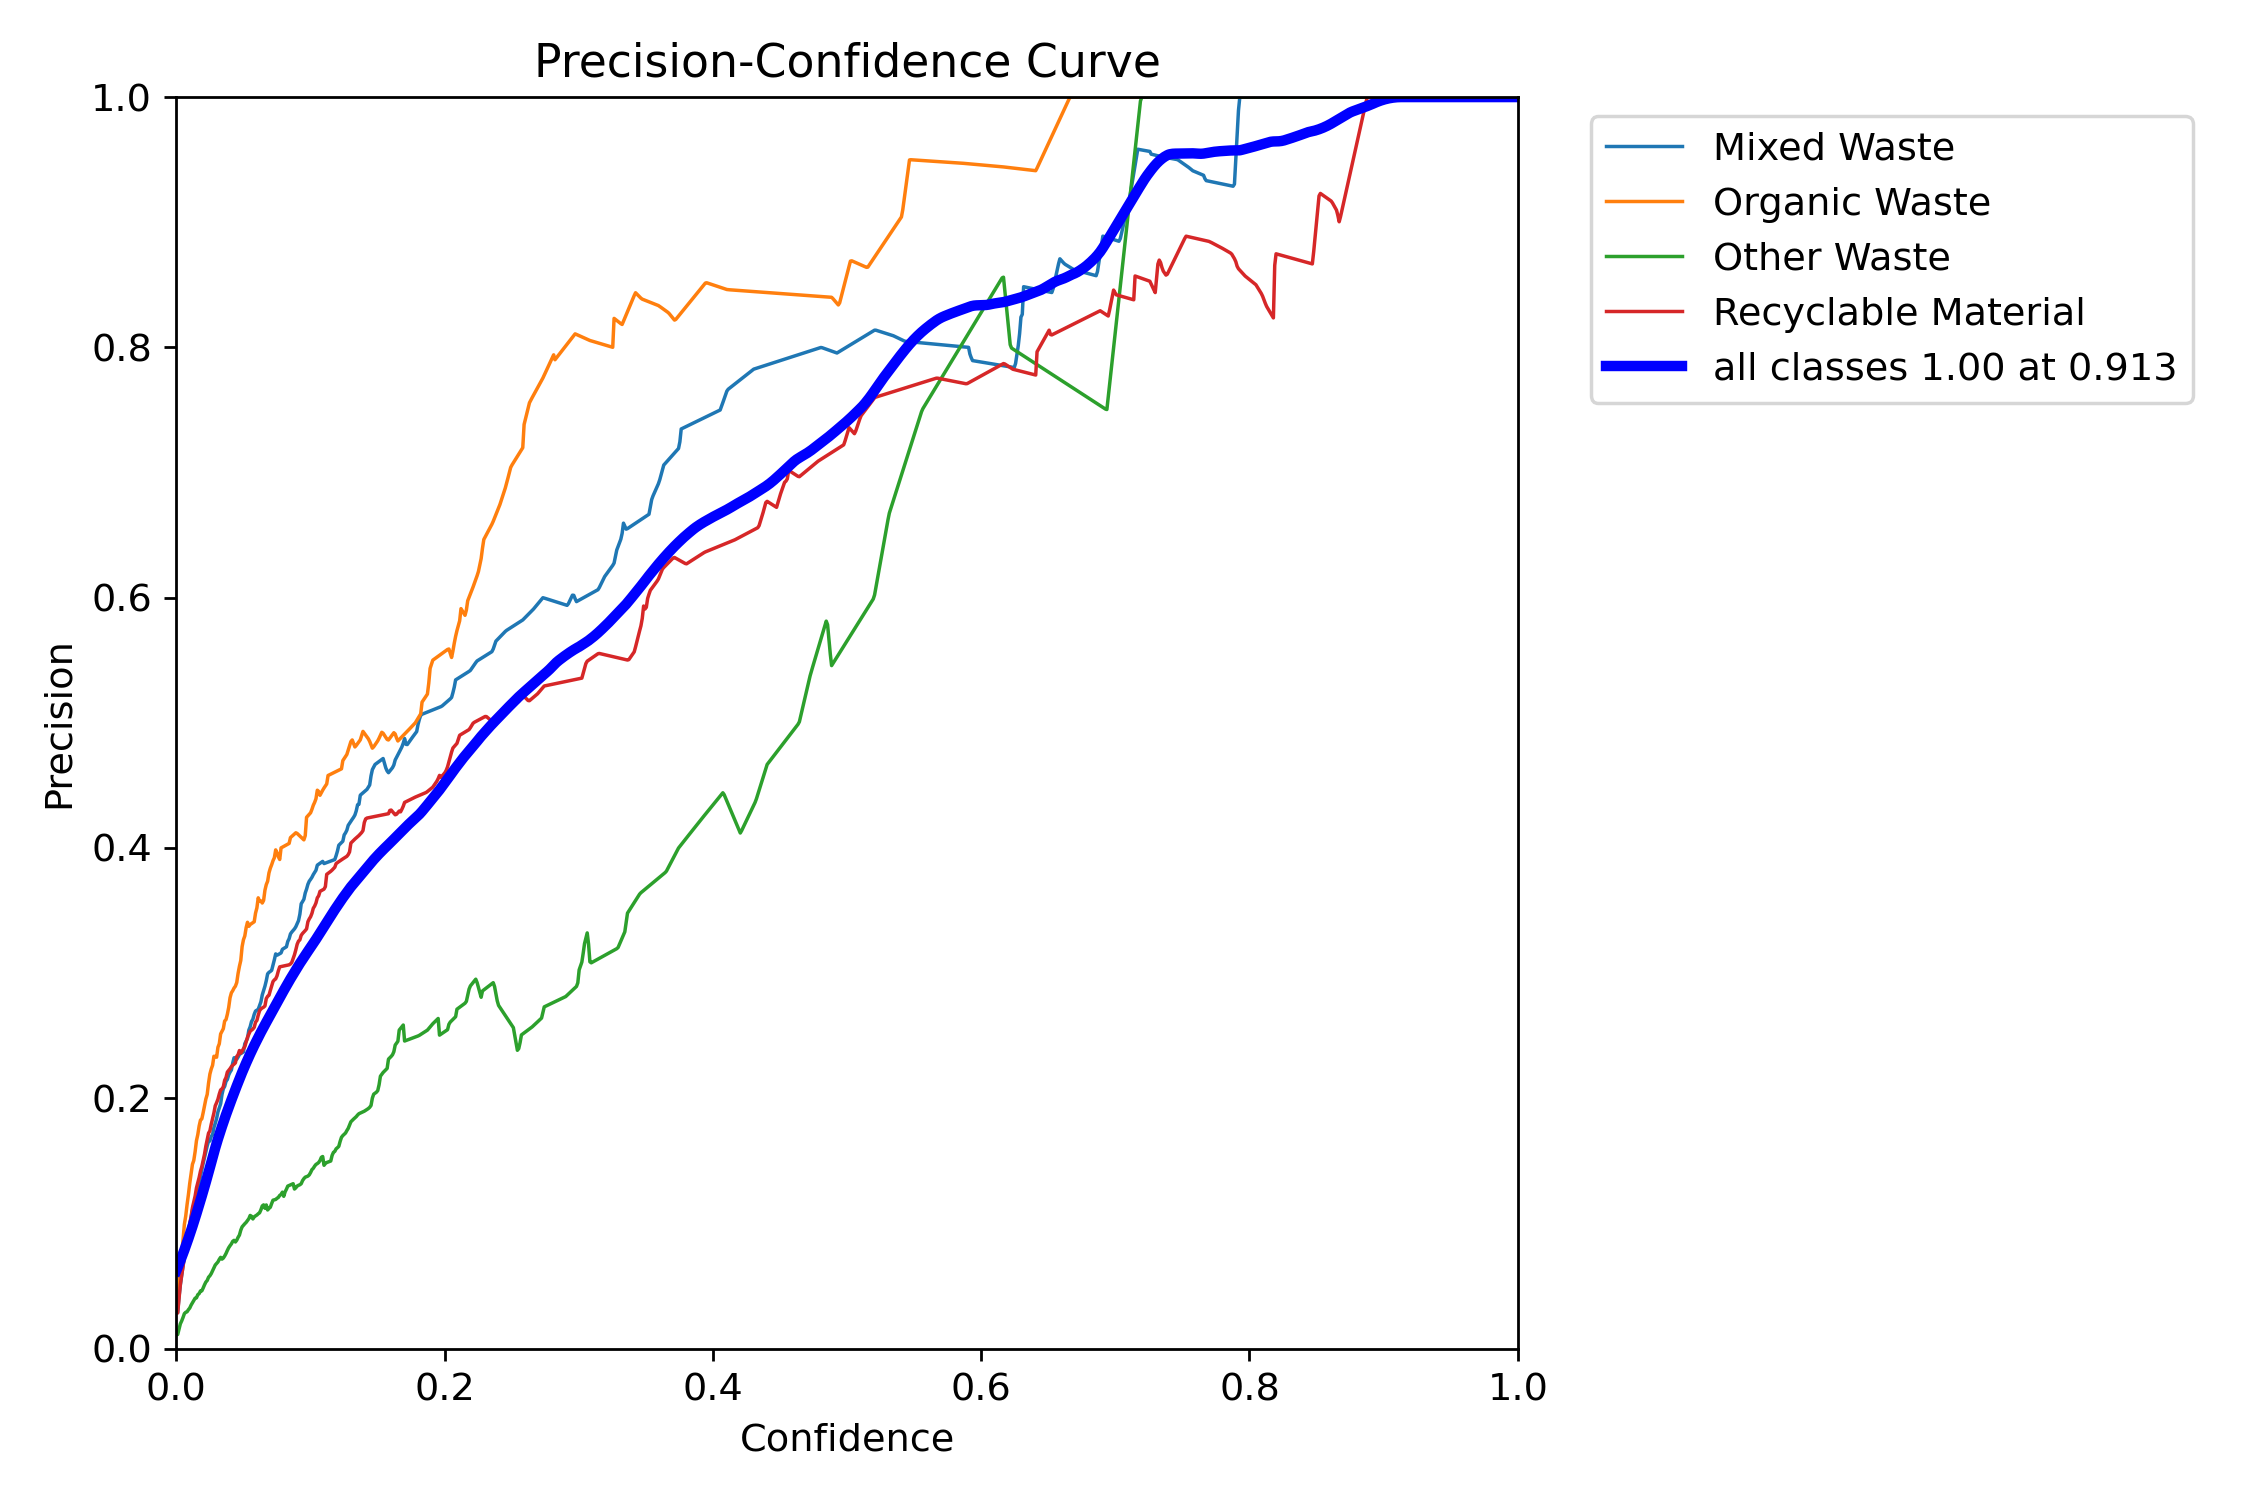 Precision-Confidence Curve
1.0
0.8
0.6
0.4
0.2
0.0
Precision
0.0 0.2 0.4 0.6 0.8 1.0
Confidence
Mixed Waste
Organic Waste
Other Waste
Recyclable Material
all classes 1.00 at 0.913